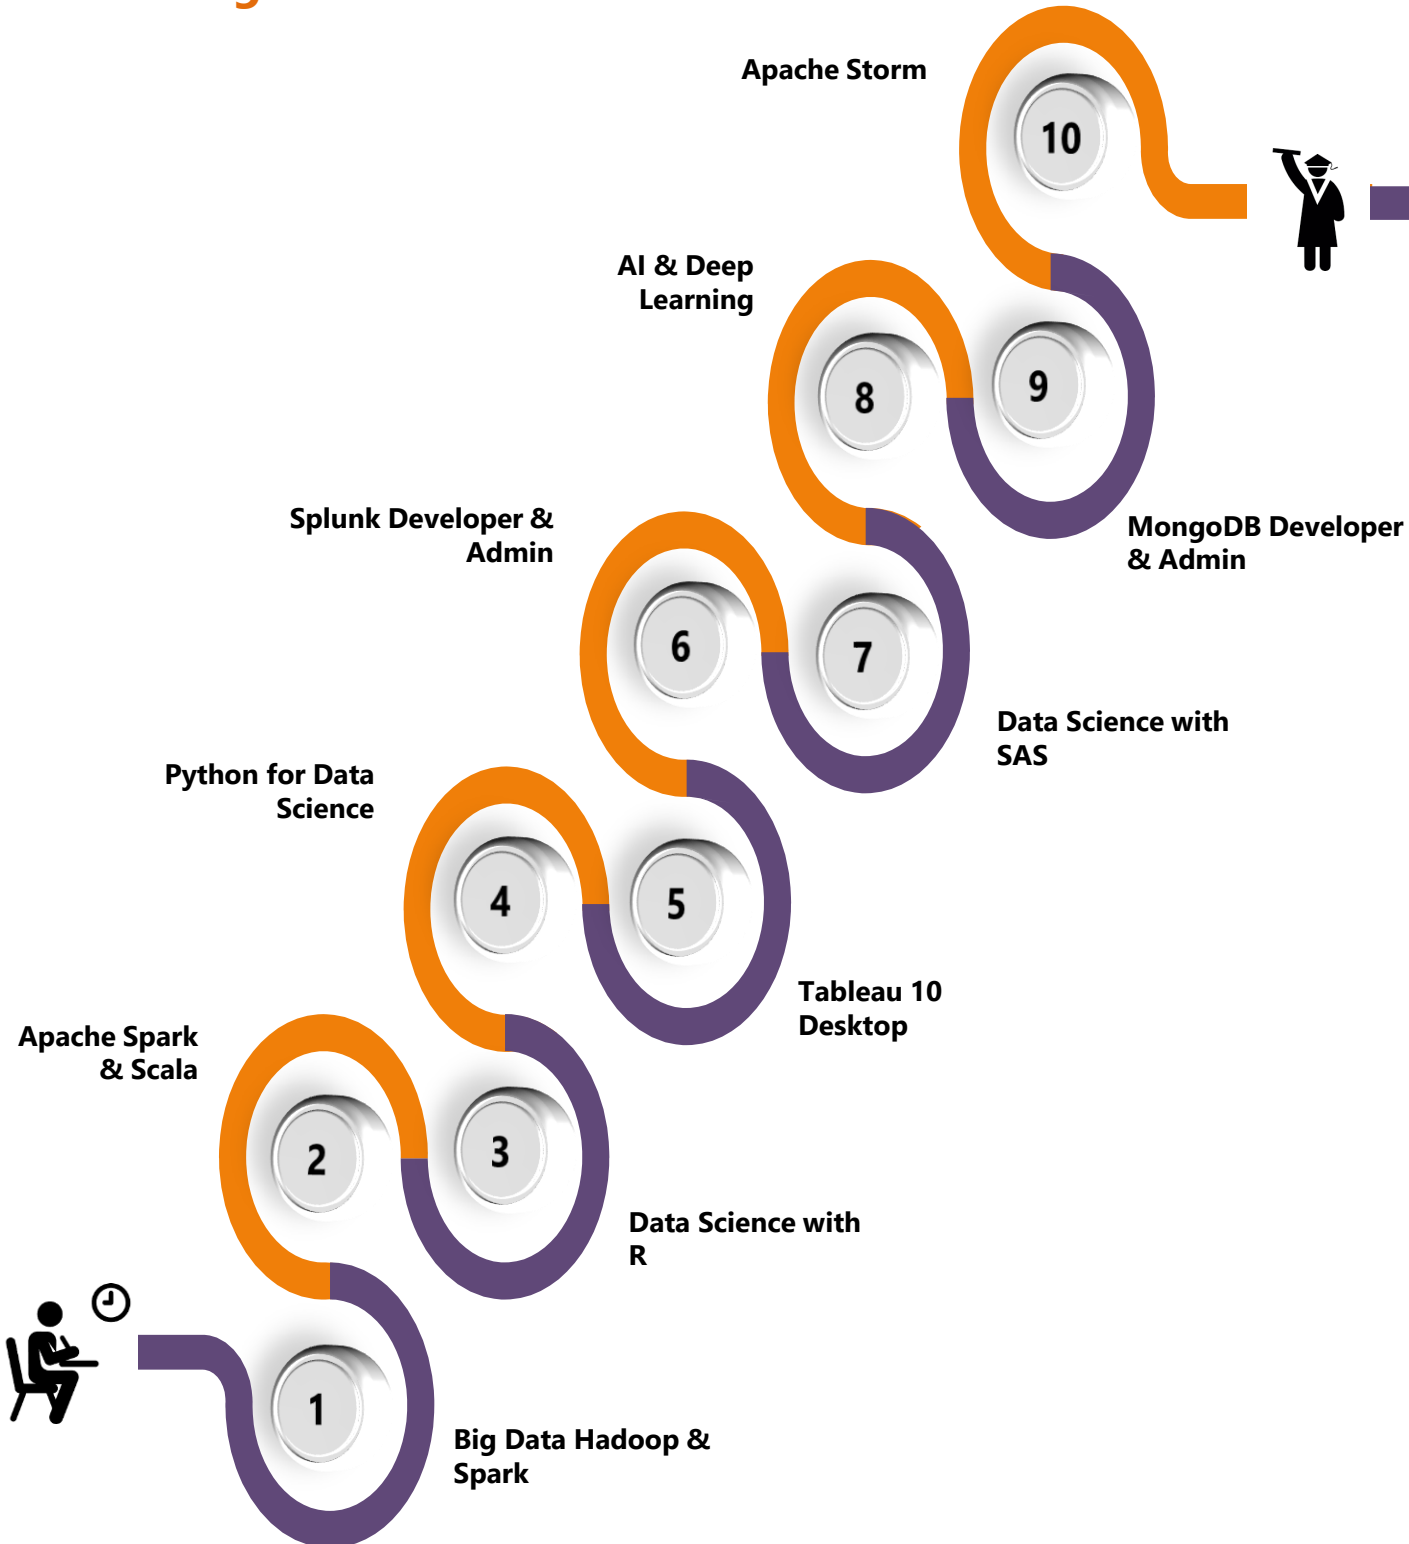 Apache Storm
10
AI & Deep
Learning
8
9
MongoDB Developer
& Admin
Splunk Developer &
Admin
6
7
Data Science with
SAS
Python for Data
Science
4
5
Tableau 10
Desktop
Apache Spark
& Scala
2
3
Data Science with
R
1
Big Data Hadoop &
Spark